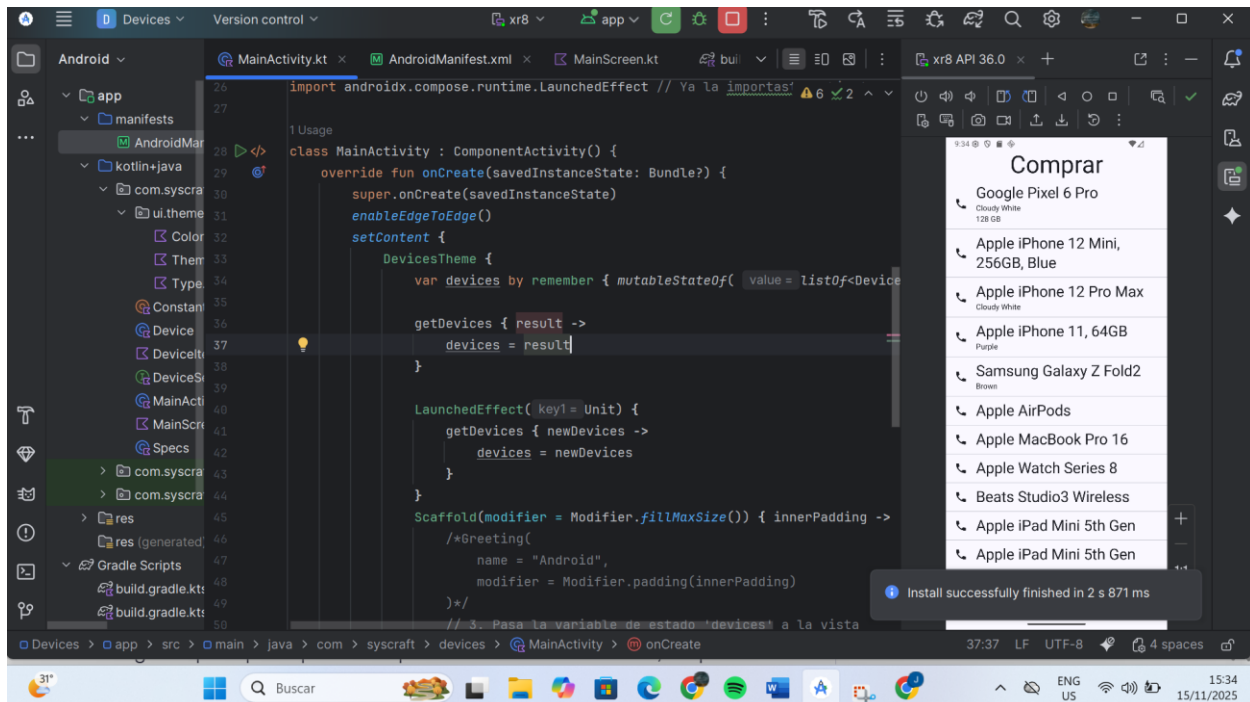 D Devices Version control xr8 app
Android
MainActivity.kt AndroidManifest.xml MainScreen.kt buil xr8 API 36.0
app
manifests
AndroidMar
kotlin+java
com.syscra
ui.theme
Color
Them
Type.
Constan
Device
DeviceIt
DeviceSe
MainActi
MainScre
Specs
com.syscra
com.syscra
res
res (generated)
Gradle Scripts
build.gradle.kts
build.gradle.kts
26 import androidx.compose.runtime.LaunchedEffect // Ya la importas 6 2
27
1 Usage
28 class MainActivity : ComponentActivity() {
29 override fun onCreate(savedInstanceState: Bundle?) {
30 super.onCreate(savedInstanceState)
31 enableEdgeToEdge()
32 setContent {
33 DevicesTheme {
34 var devices by remember { mutableStateOf( value = listOf<Device
35
36 getDevices { result ->
37 devices = result
38 }
39
40 LaunchedEffect( key1 = Unit) {
41 getDevices { newDevices ->
42 devices = newDevices
43 }
44 }
45 Scaffold(modifier = Modifier.fillMaxSize()) { innerPadding ->
46 /*Greeting(
47 name = "Android",
48 modifier = Modifier.padding(innerPadding)
49 )*/
50 // 3. Pasa la variable de estado 'devices' a la vista
9:34
Comprar
Google Pixel 6 Pro
Cloudy White
128 GB
Apple iPhone 12 Mini,
256GB, Blue
Apple iPhone 12 Pro Max
Cloudy White
Apple iPhone 11, 64GB
Purple
Samsung Galaxy Z Fold2
Brown
Apple AirPods
Apple MacBook Pro 16
Apple Watch Series 8
Beats Studio3 Wireless
Apple iPad Mini 5th Gen
Apple iPad Mini 5th Gen
1:1
Install successfully finished in 2 s 871 ms
Devices > app > src > main > java > com > syscraft > devices > MainActivity > onCreate 37:37 LF UTF-8 4 spaces
31°
Buscar
ENG
US
15:34
15/11/2025